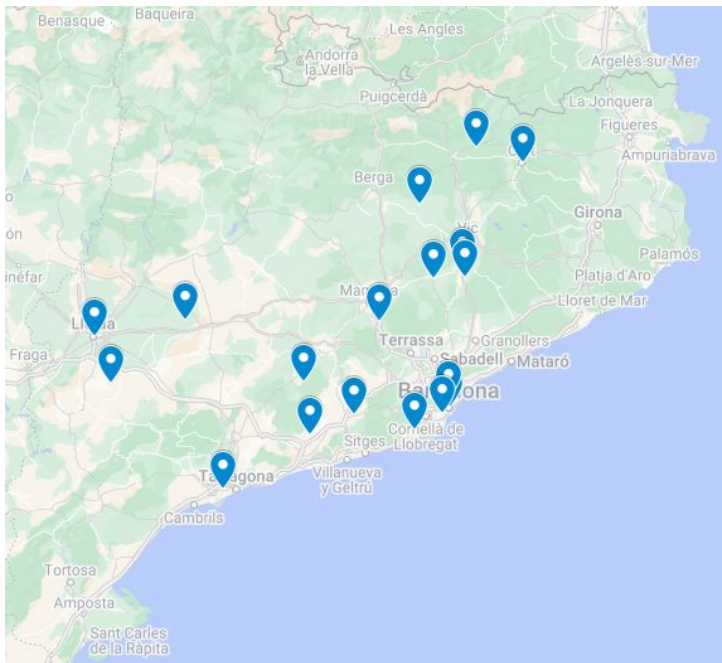 Benasque
Baqueira
Les Angles
Andorra
la Vella
Argelès-sur-Mer
Puigcerdà
La Jonquera
Figueres
Ampuriabrava
Berga
Vic
Girona
Palamós
Platja d'Aro
Lloret de Mar
Terrassa
Granollers
Sabadell
Mataró
Fraga
Cornellà de
Llobregat
Sitges
Villanueva
y Geltrú
Cambrils
Tortosa
Amposta
Sant Carles
de la Ràpita